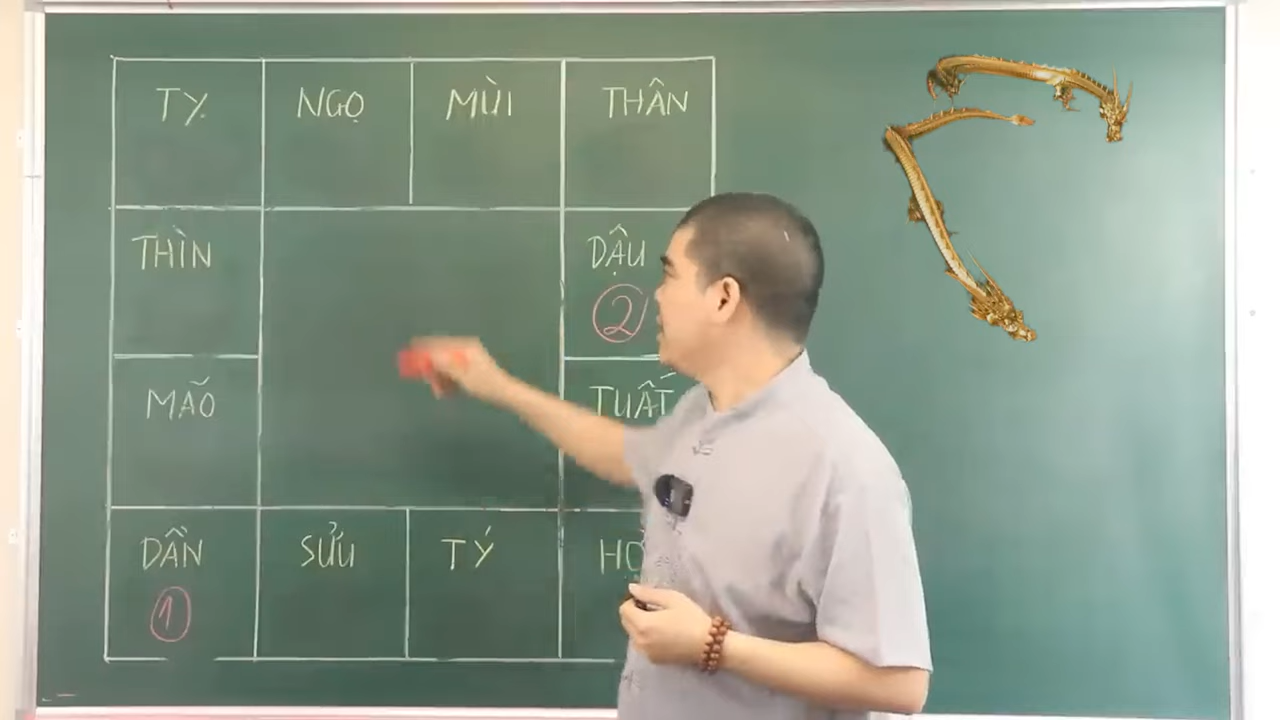 TỴ
NGỌ
MÙI
THÂN
THÌN
DẬU
2
MÃO
TUẤT
DẦN
SỬU
TÝ
1